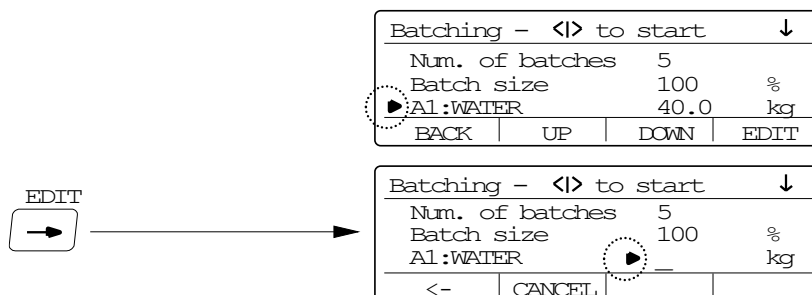 Batching - <|> to start ↓
Num. of batches 5
Batch size 100 %
A1:WATER 40.0 kg
BACK UP DOWN EDIT
EDIT
Batching - <|> to start ↓
Num. of batches 5
Batch size 100 %
A1:WATER _ kg
<- CANCEL